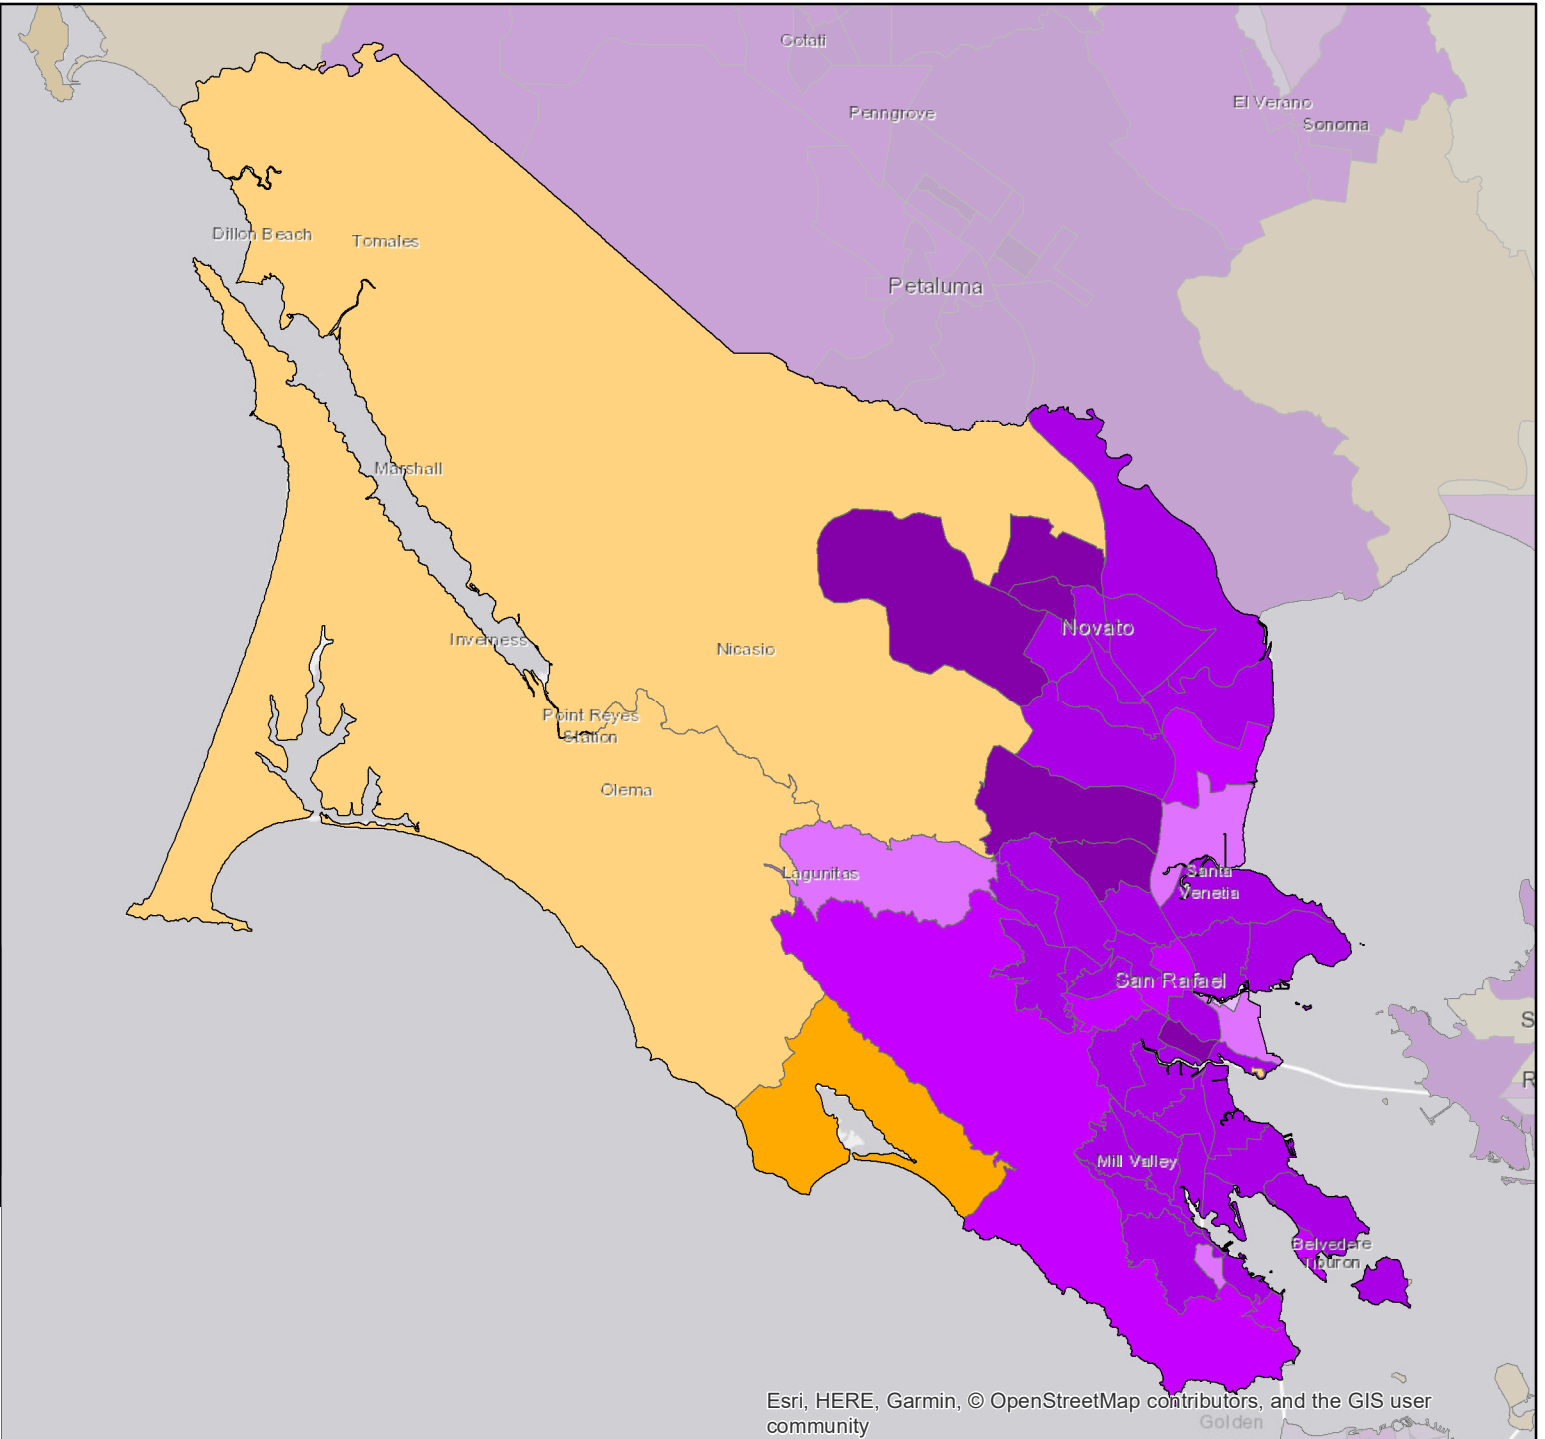 Cotati
Penngrove
El Verano
Sonoma
Dillon Beach
Tomales
Petaluma
Marshall
Novato
Inverness
Nicasio
Point Reyes
Station
Olema
Lagunitas
Santa
Venetia
San Rafael
S
R
Mill Valley
Belvedere
Tiburon
Esri, HERE, Garmin, © OpenStreetMap contributors, and the GIS user
community
Golden